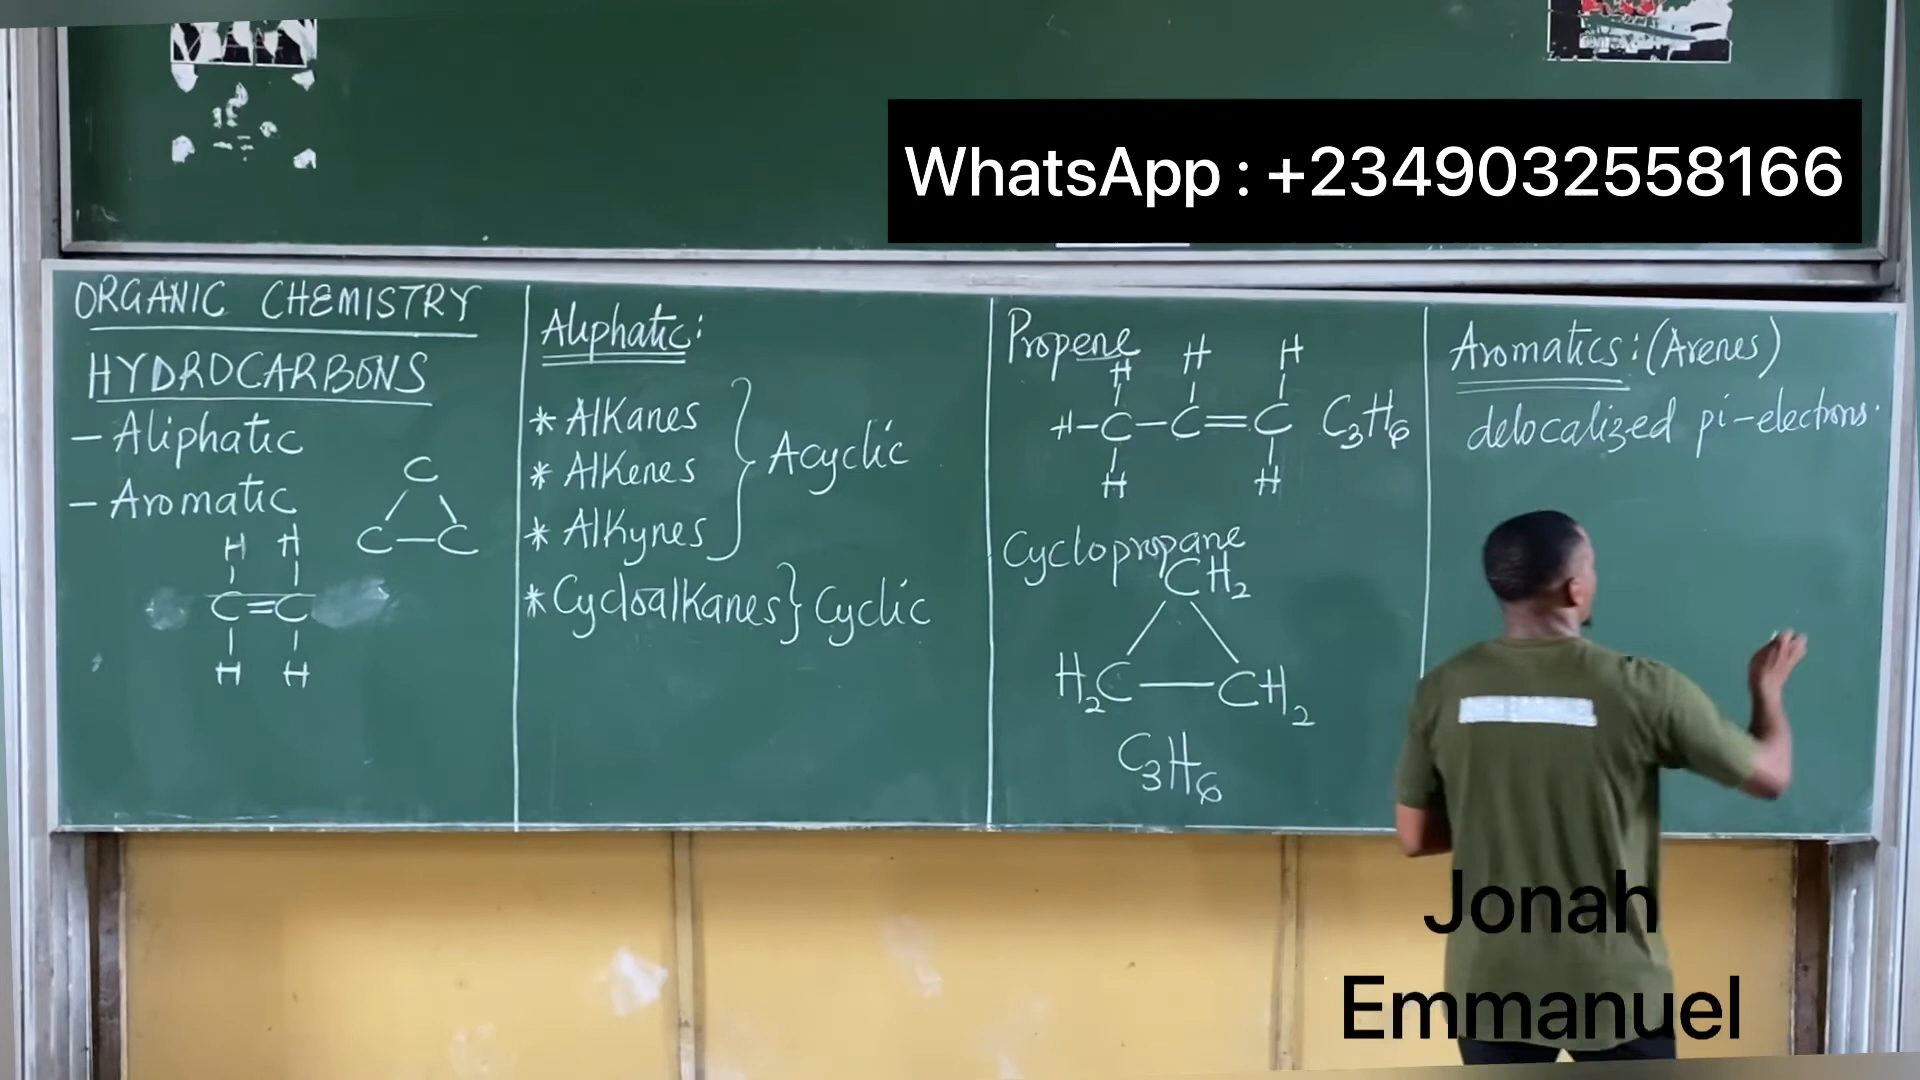 WhatsApp : +2349032558166
ORGANIC CHEMISTRY
HYDROCARBONS
- Aliphatic
- Aromatic
C
C-C
H H
C=C
H H
Aliphatic:
* Alkanes
* Alkenes
* Alkynes
Acyclic
* Cycloalkanes} Cyclic
Propene
H H H
H-C-C=C C₃H₆
H H
Cyclopropane
CH₂
H₂C-CH₂
C₃H₆
Aromatics: (Arenes)
delocalized pi-electrons.
Jonah
Emmanuel